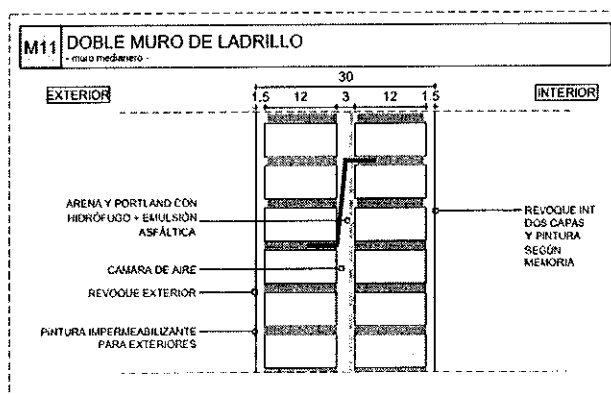 M11 DOBLE MURO DE LADRILLO
- muro medianero -
30
EXTERIOR 1.5 12 3 12 1.5 INTERIOR
ARENA Y PORTLAND CON
HIDRÓFUGO + EMULSIÓN
ASFÁLTICA
CAMARA DE AIRE
REVOQUE EXTERIOR
PINTURA IMPERMEABILIZANTE
PARA EXTERIORES
REVOQUE INT
DOS CAPAS
Y PINTURA
SEGÚN
MEMORIA